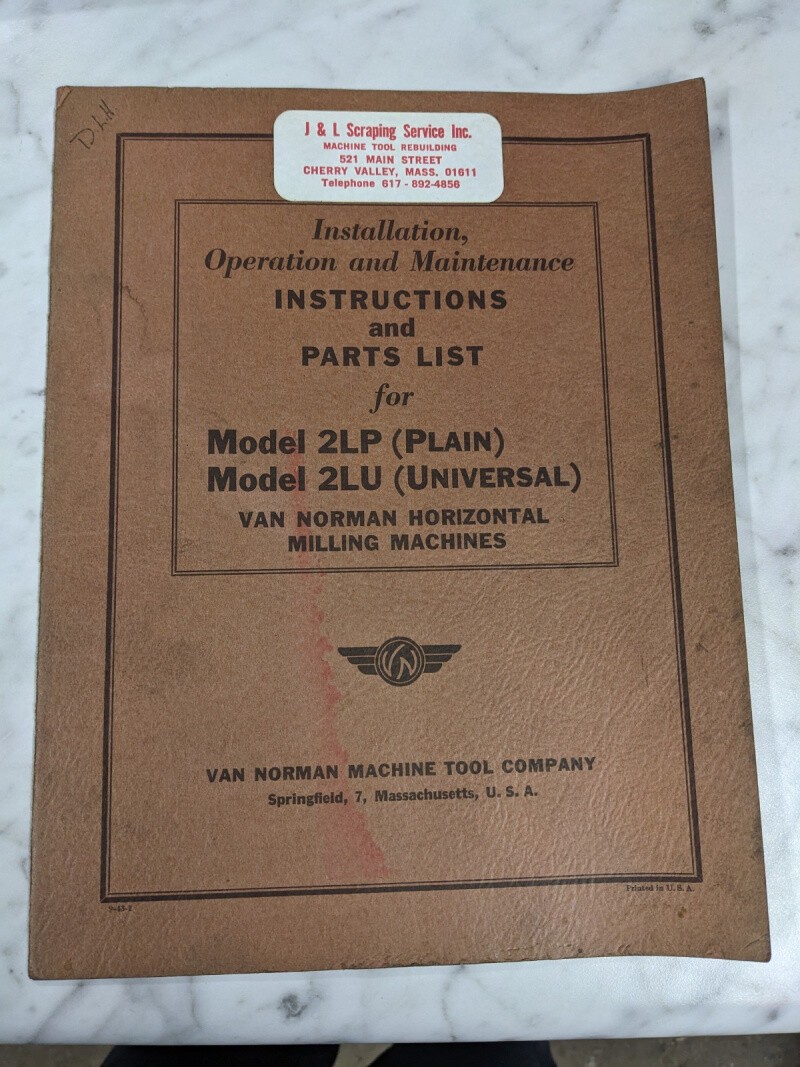 D.L.H
J & L Scraping Service Inc.
MACHINE TOOL REBUILDING
521 MAIN STREET
CHERRY VALLEY, MASS. 01611
Telephone 617 - 892-4856
Installation,
Operation and Maintenance
INSTRUCTIONS
and
PARTS LIST
for
Model 2LP (PLAIN)
Model 2LU (UNIVERSAL)
VAN NORMAN HORIZONTAL
MILLING MACHINES
VN
VAN NORMAN MACHINE TOOL COMPANY
Springfield, 7, Massachusetts, U. S. A.
Printed in U. S. A.